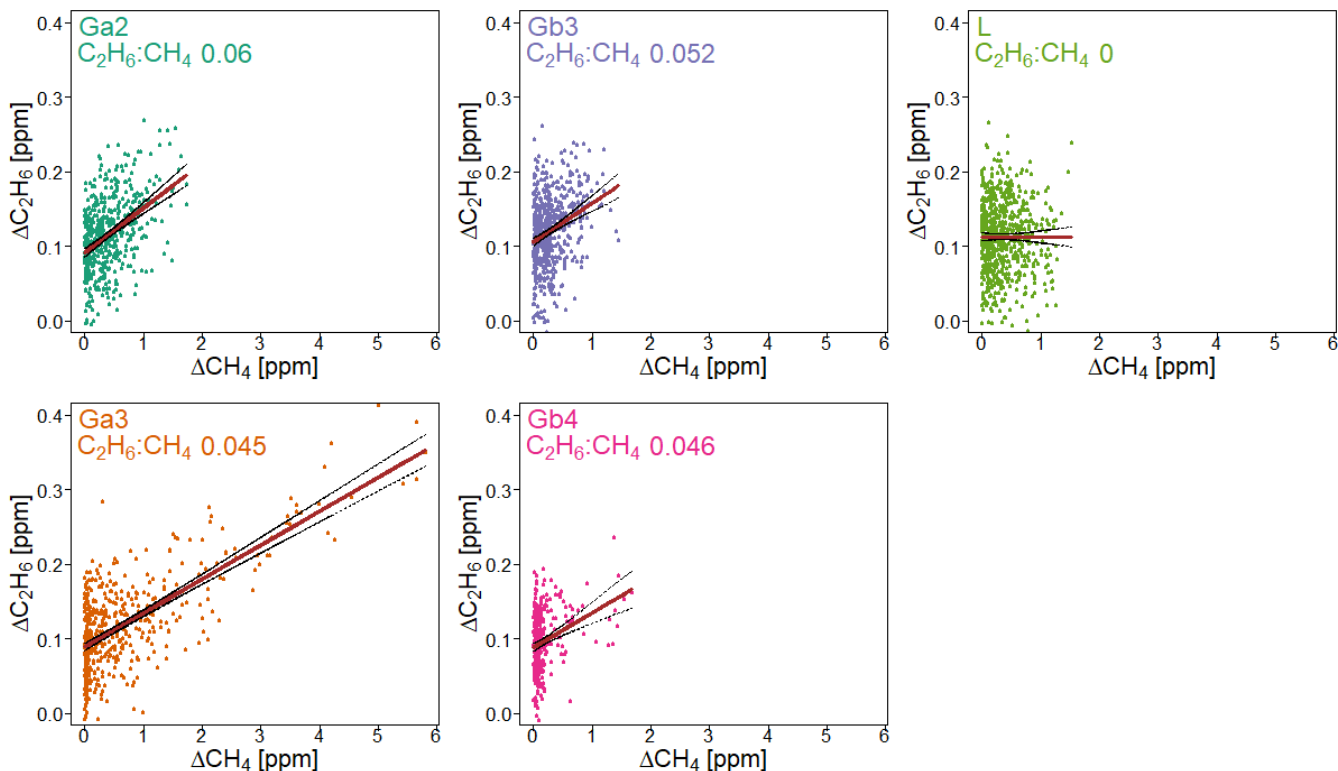 Ga2
C₂H₆:CH₄ 0.06
0.4
0.3
0.2
0.1
0.0
ΔC₂H₆ [ppm]
0 1 2 3 4 5 6
ΔCH₄ [ppm]
Gb3
C₂H₆:CH₄ 0.052
0.4
0.3
0.2
0.1
0.0
ΔC₂H₆ [ppm]
0 1 2 3 4 5 6
ΔCH₄ [ppm]
L
C₂H₆:CH₄ 0
0.4
0.3
0.2
0.1
0.0
ΔC₂H₆ [ppm]
0 1 2 3 4 5 6
ΔCH₄ [ppm]
Ga3
C₂H₆:CH₄ 0.045
0.4
0.3
0.2
0.1
0.0
ΔC₂H₆ [ppm]
0 1 2 3 4 5 6
ΔCH₄ [ppm]
Gb4
C₂H₆:CH₄ 0.046
0.4
0.3
0.2
0.1
0.0
ΔC₂H₆ [ppm]
0 1 2 3 4 5 6
ΔCH₄ [ppm]